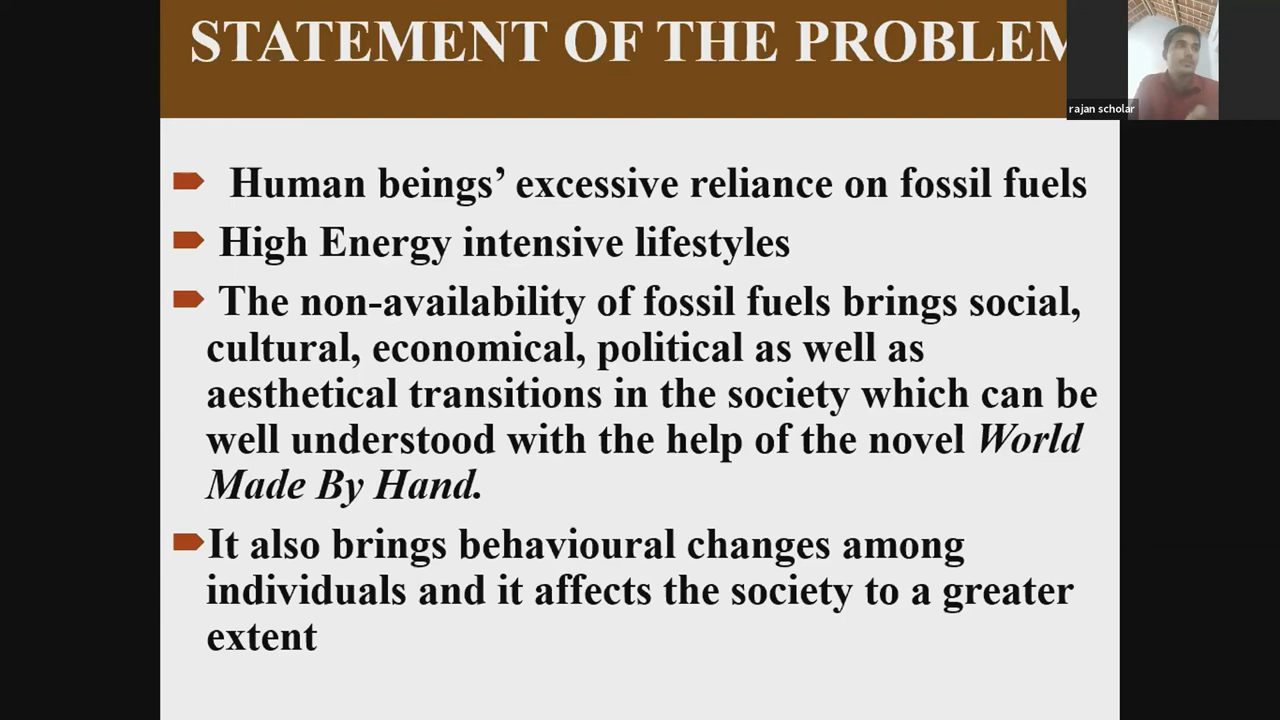 STATEMENT OF THE PROBLEM
rajan scholar
Human beings’ excessive reliance on fossil fuels
High Energy intensive lifestyles
The non-availability of fossil fuels brings social,
cultural, economical, political as well as
aesthetical transitions in the society which can be
well understood with the help of the novel World
Made By Hand.
It also brings behavioural changes among
individuals and it affects the society to a greater
extent